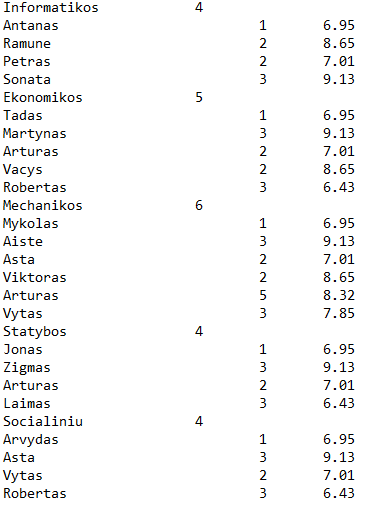 Informatikos 4
Antanas 1 6.95
Ramune 2 8.65
Petras 2 7.01
Sonata 3 9.13
Ekonomikos 5
Tadas 1 6.95
Martynas 3 9.13
Arturas 2 7.01
Vacys 2 8.65
Robertas 3 6.43
Mechanikos 6
Mykolas 1 6.95
Aiste 3 9.13
Asta 2 7.01
Viktoras 2 8.65
Arturas 5 8.32
Vytas 3 7.85
Statybos 4
Jonas 1 6.95
Zigmas 3 9.13
Arturas 2 7.01
Laimas 3 6.43
Socialiniu 4
Arvydas 1 6.95
Asta 3 9.13
Vytas 2 7.01
Robertas 3 6.43